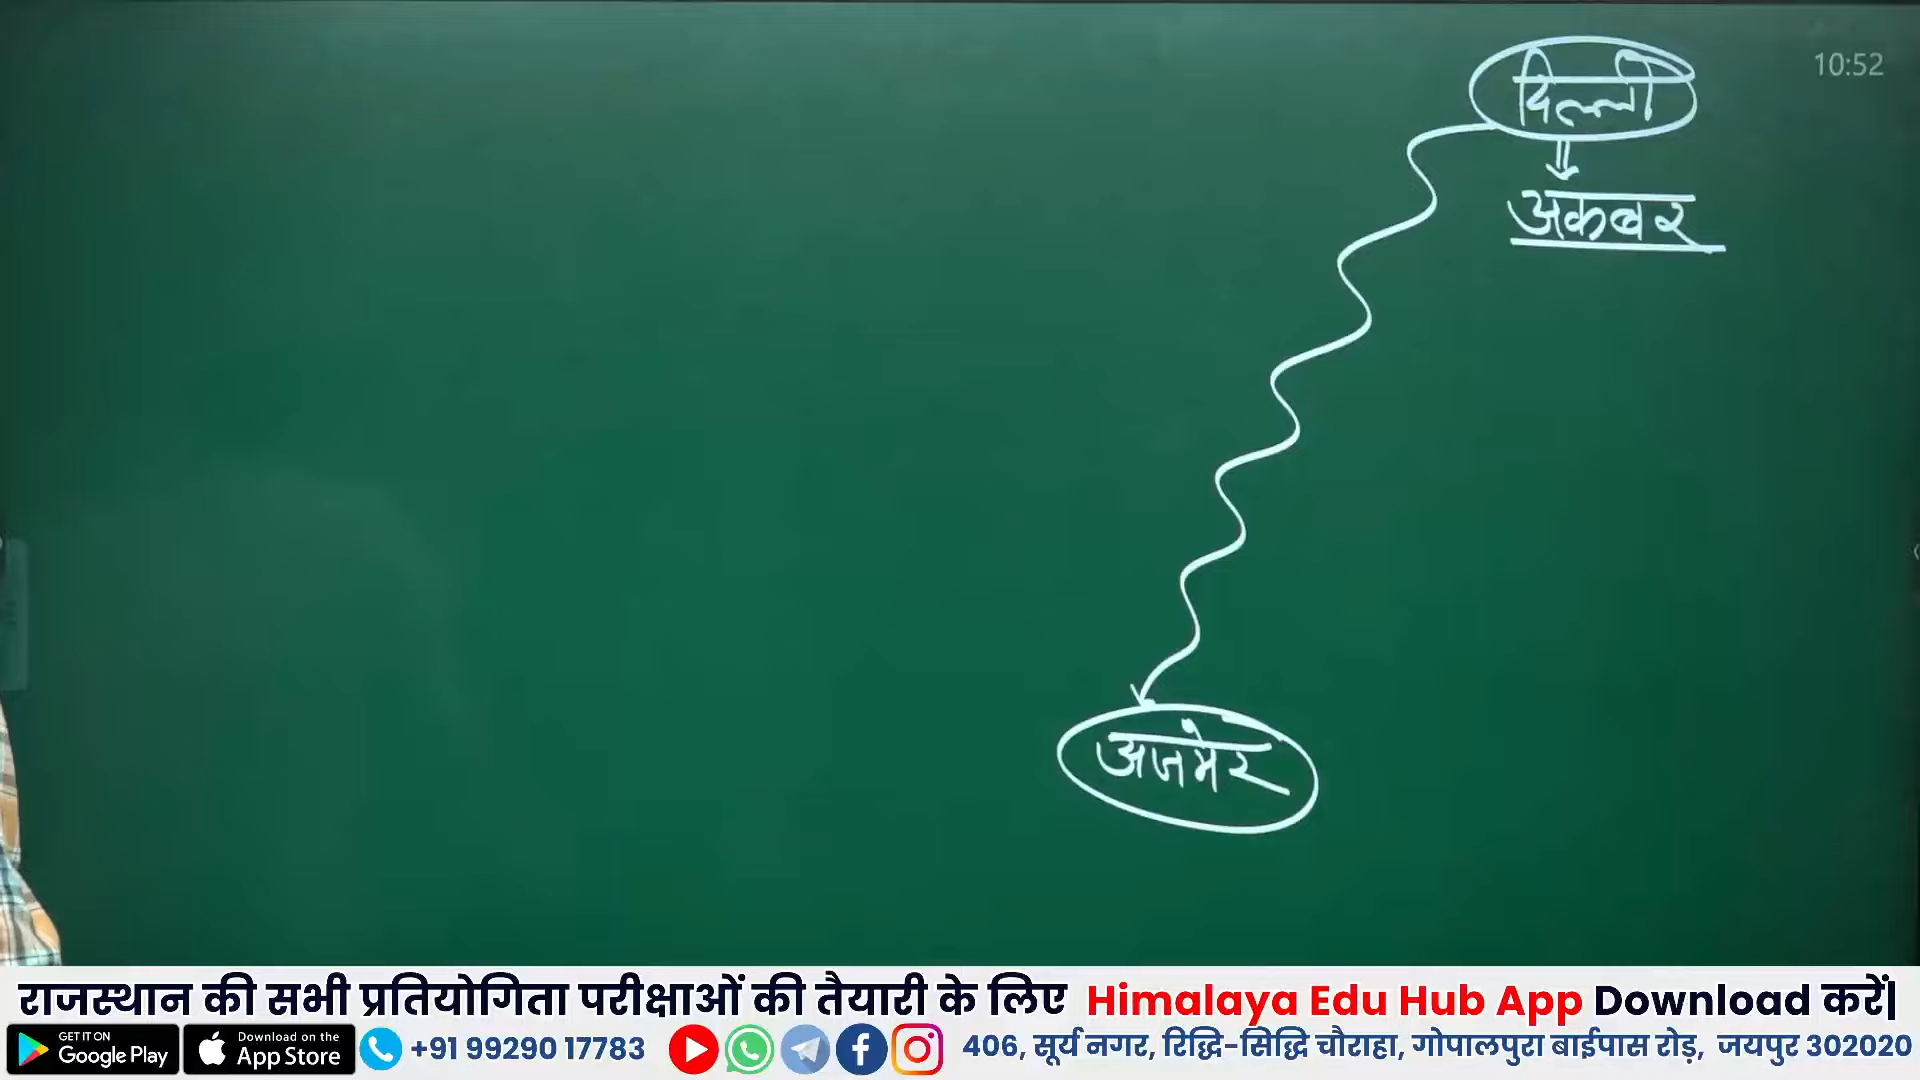 दिल्ली
10:52
अकबर
अजमेर
राजस्थान की सभी प्रतियोगिता परीक्षाओं की तैयारी के लिए Himalaya Edu Hub App Download करें|
GET IT ON
Google Play
Download on the
App Store
+91 99290 17783
406, सूर्य नगर, रिद्धि-सिद्धि चौराहा, गोपालपुरा बाईपास रोड़, जयपुर 302020